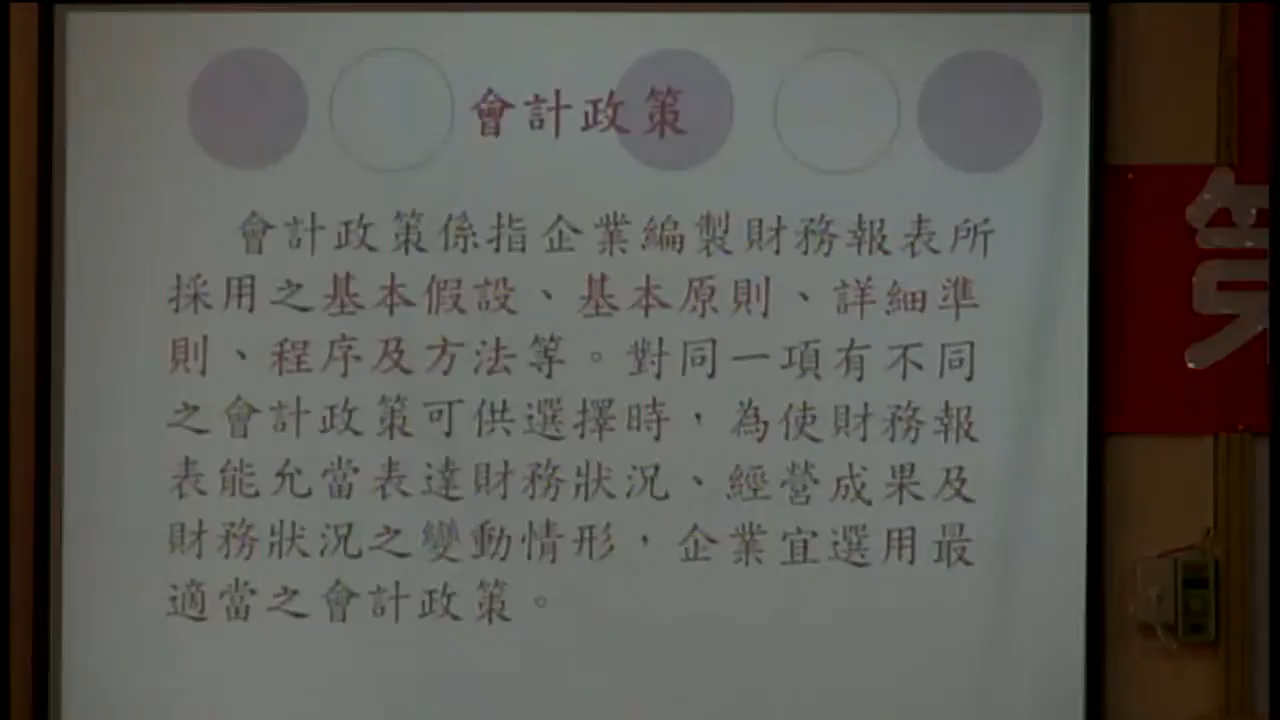 會計政策
會計政策係指企業編製財務報表所
採用之基本假設、基本原則、詳細準
則、程序及方法等。對同一項有不同
之會計政策可供選擇時，為使財務報
表能允當表達財務狀況、經營成果及
財務狀況之變動情形，企業宜選用最
適當之會計政策。